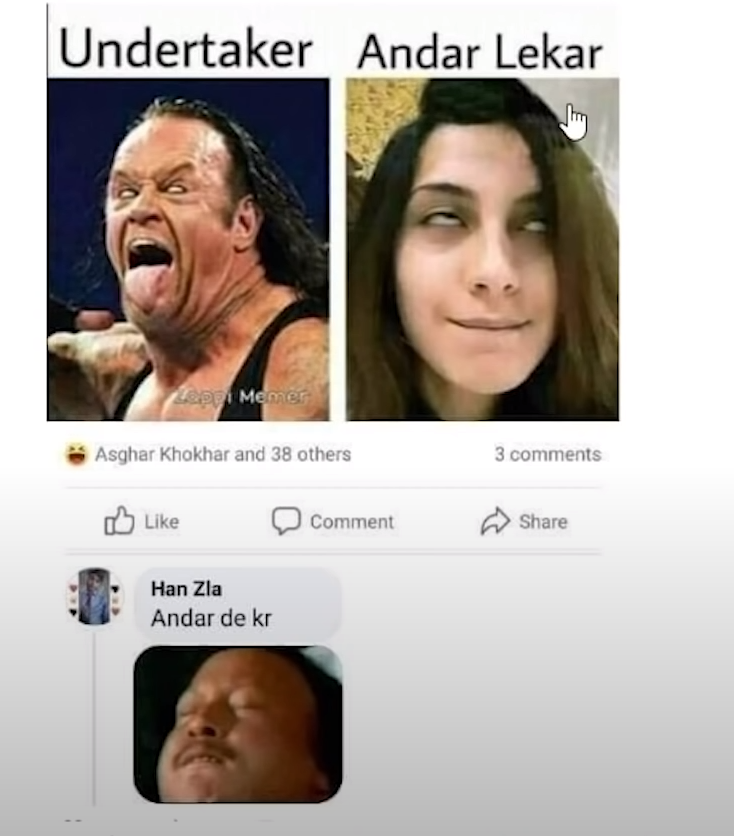 Undertaker Andar Lekar
Zappi Memer
Asghar Khokhar and 38 others 3 comments
Like Comment Share
Han Zla
Andar de kr